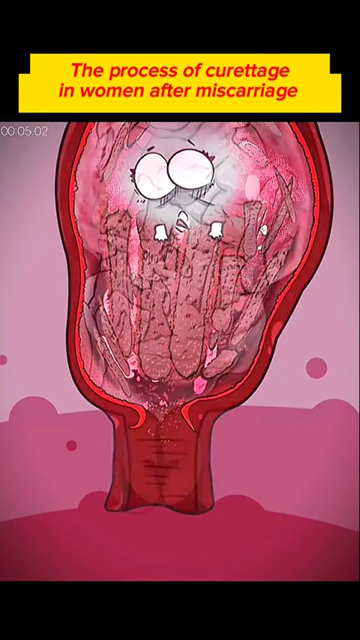 The process of curettage
in women after miscarriage
00:05.02